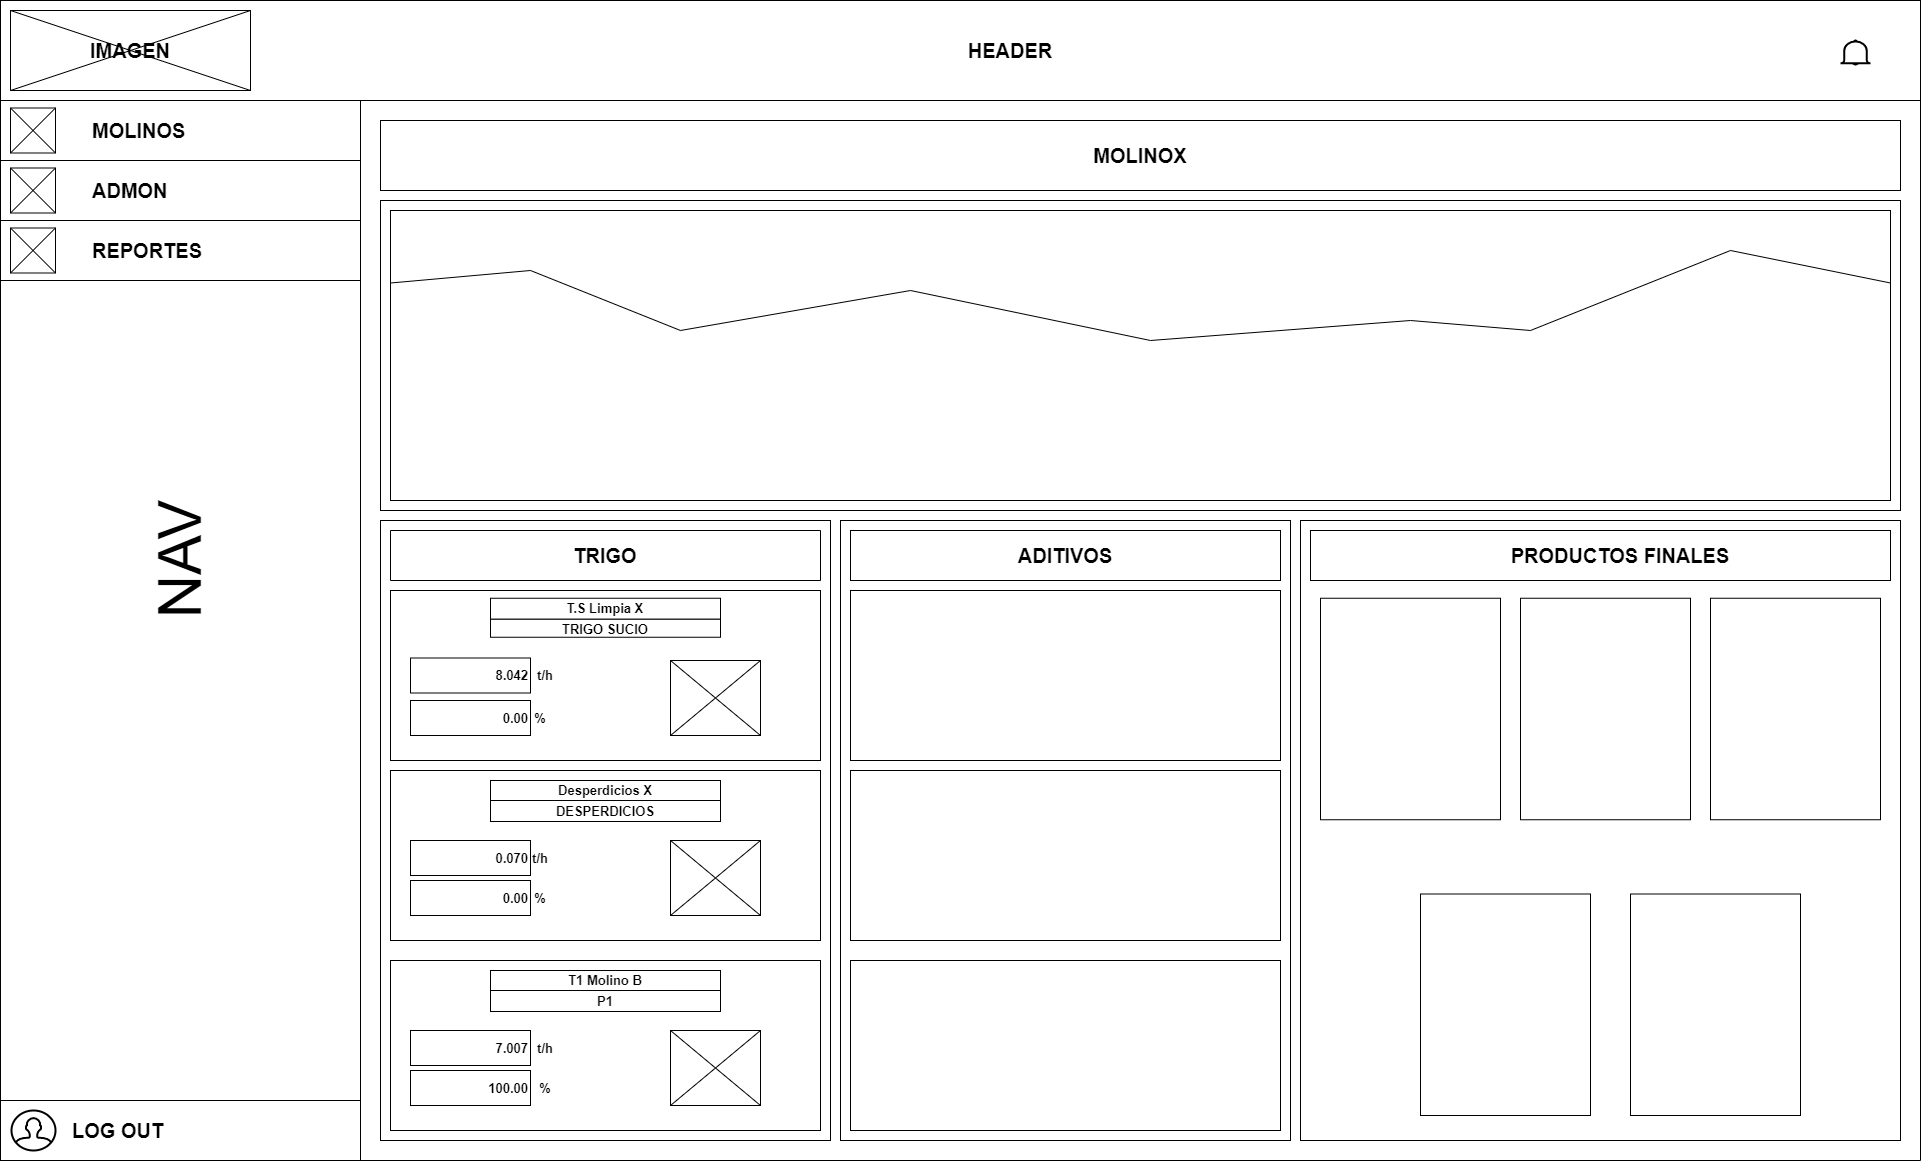 IMAGEN
HEADER
MOLINOS
ADMON
REPORTES
NAV
LOG OUT
MOLINOX
TRIGO
T.S Limpia X
TRIGO SUCIO
8.042 t/h
0.00 %
Desperdicios X
DESPERDICIOS
0.070 t/h
0.00 %
T1 Molino B
P1
7.007 t/h
100.00 %
ADITIVOS
PRODUCTOS FINALES